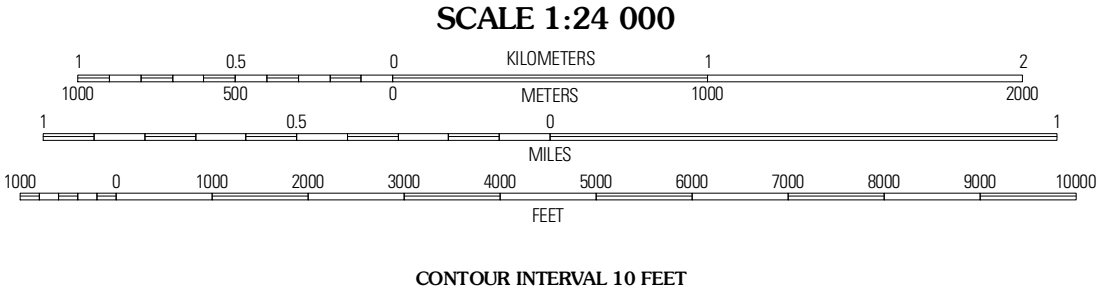 SCALE 1:24 000
1 0.5 0 KILOMETERS 1 2
1000 500 0 METERS 1000 2000
1 0.5 0 1
MILES
1000 0 1000 2000 3000 4000 5000 6000 7000 8000 9000 10000
FEET
CONTOUR INTERVAL 10 FEET